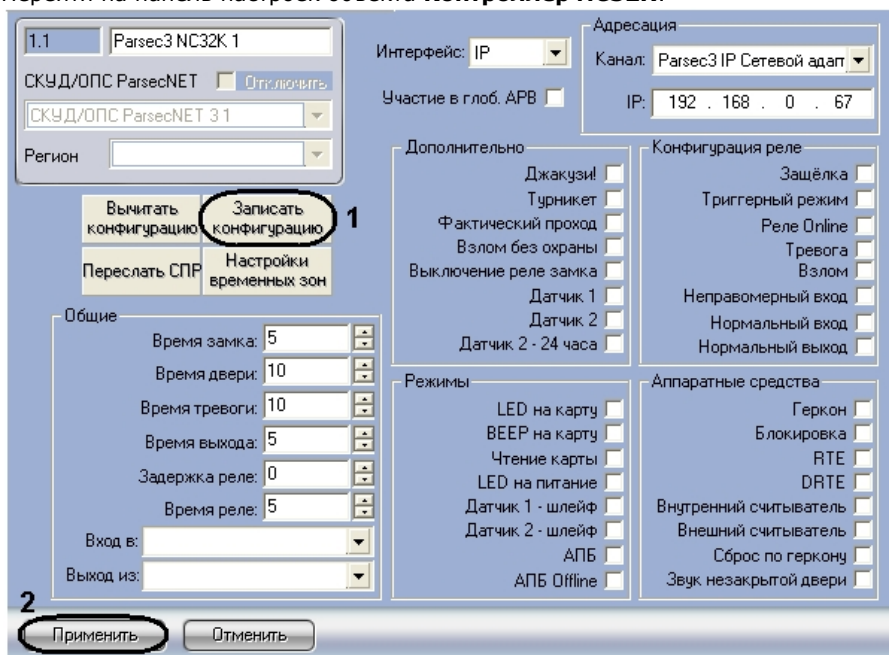 Перейти на панель настроек объекта Контроллер NC32K.
1.1 Parsec3 NC32K 1
СКУД/ОПС ParsecNET Отключить
СКУД/ОПС ParsecNET 3 1
Регион
Интерфейс: IP
Участие в глоб. APB
Адресация
Канал: Parsec3 IP Сетевой адап
IP: 192 . 168 . 0 . 67
Вычитать конфигурацию
Записать конфигурацию
1
Переслать СПР
Настройки временных зон
Общие
Время замка: 5
Время двери: 10
Время тревоги: 10
Время выхода: 5
Задержка реле: 0
Время реле: 5
Вход в:
Выход из:
Дополнительно
Джакузи!
Турникет
Фактический проход
Взлом без охраны
Выключение реле замка
Датчик 1
Датчик 2
Датчик 2 - 24 часа
Конфигурация реле
Защёлка
Триггерный режим
Реле Online
Тревога
Взлом
Неправомерный вход
Нормальный вход
Нормальный выход
Режимы
LED на карту
BEEP на карту
Чтение карты
LED на питание
Датчик 1 - шлейф
Датчик 2 - шлейф
АПБ
АПБ Offline
Аппаратные средства
Геркон
Блокировка
RTE
DRTE
Внутренний считыватель
Внешний считыватель
Сброс по геркону
Звук незакрытой двери
2
Применить
Отменить